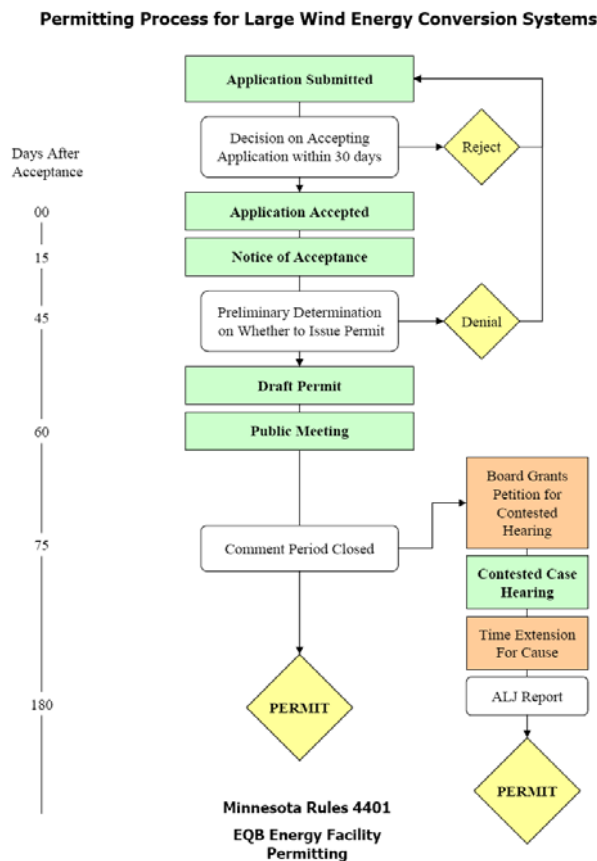 Permitting Process for Large Wind Energy Conversion Systems
Application Submitted
Decision on Accepting
Application within 30 days
Reject
Days After
Acceptance
00
Application Accepted
15
Notice of Acceptance
45
Preliminary Determination
on Whether to Issue Permit
Denial
Draft Permit
60
Public Meeting
Board Grants
Petition for
Contested
Hearing
75
Comment Period Closed
Contested Case
Hearing
Time Extension
For Cause
180
PERMIT
ALJ Report
PERMIT
Minnesota Rules 4401
EQB Energy Facility
Permitting